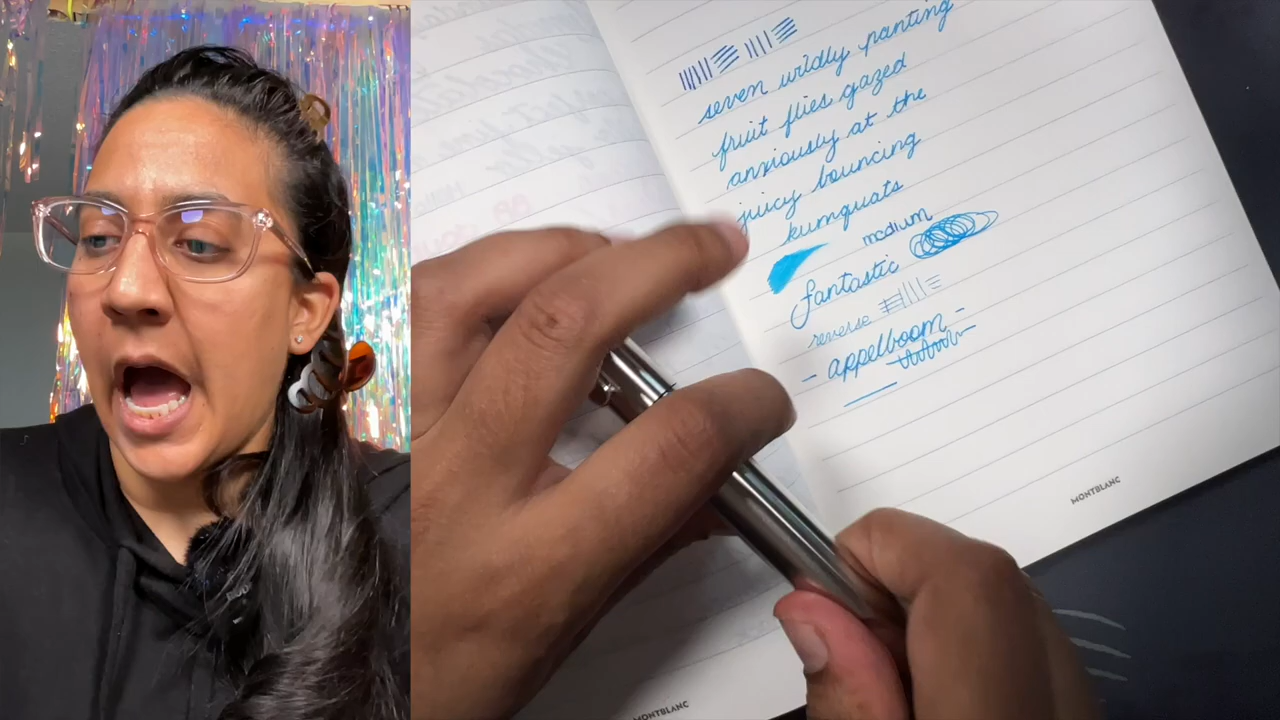 seven wildly panting
fruit flies gazed
anxiously at the
juicy bouncing
kumquats
medium
fantastic
reverse
- appelboom -
MONTBLANC
MONTBLANC